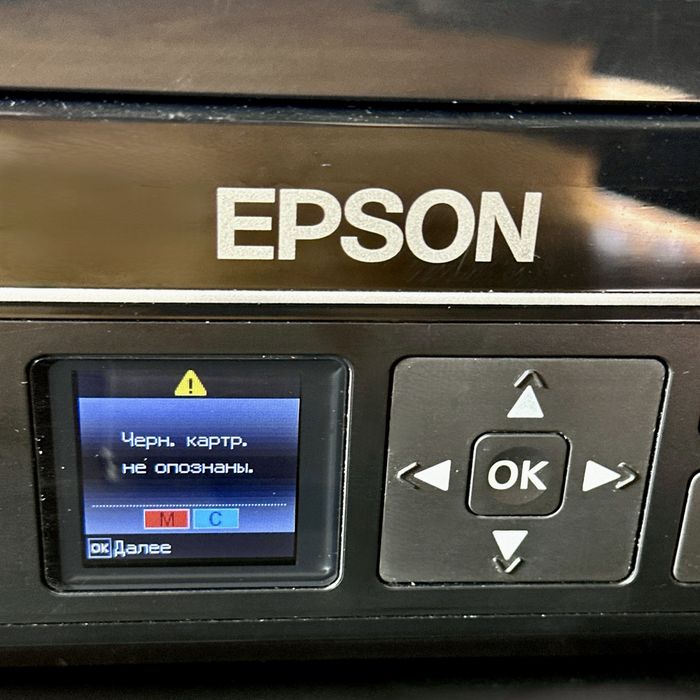 EPSON
Черн. картр.
не опознаны.
M C
OK Далее
OK